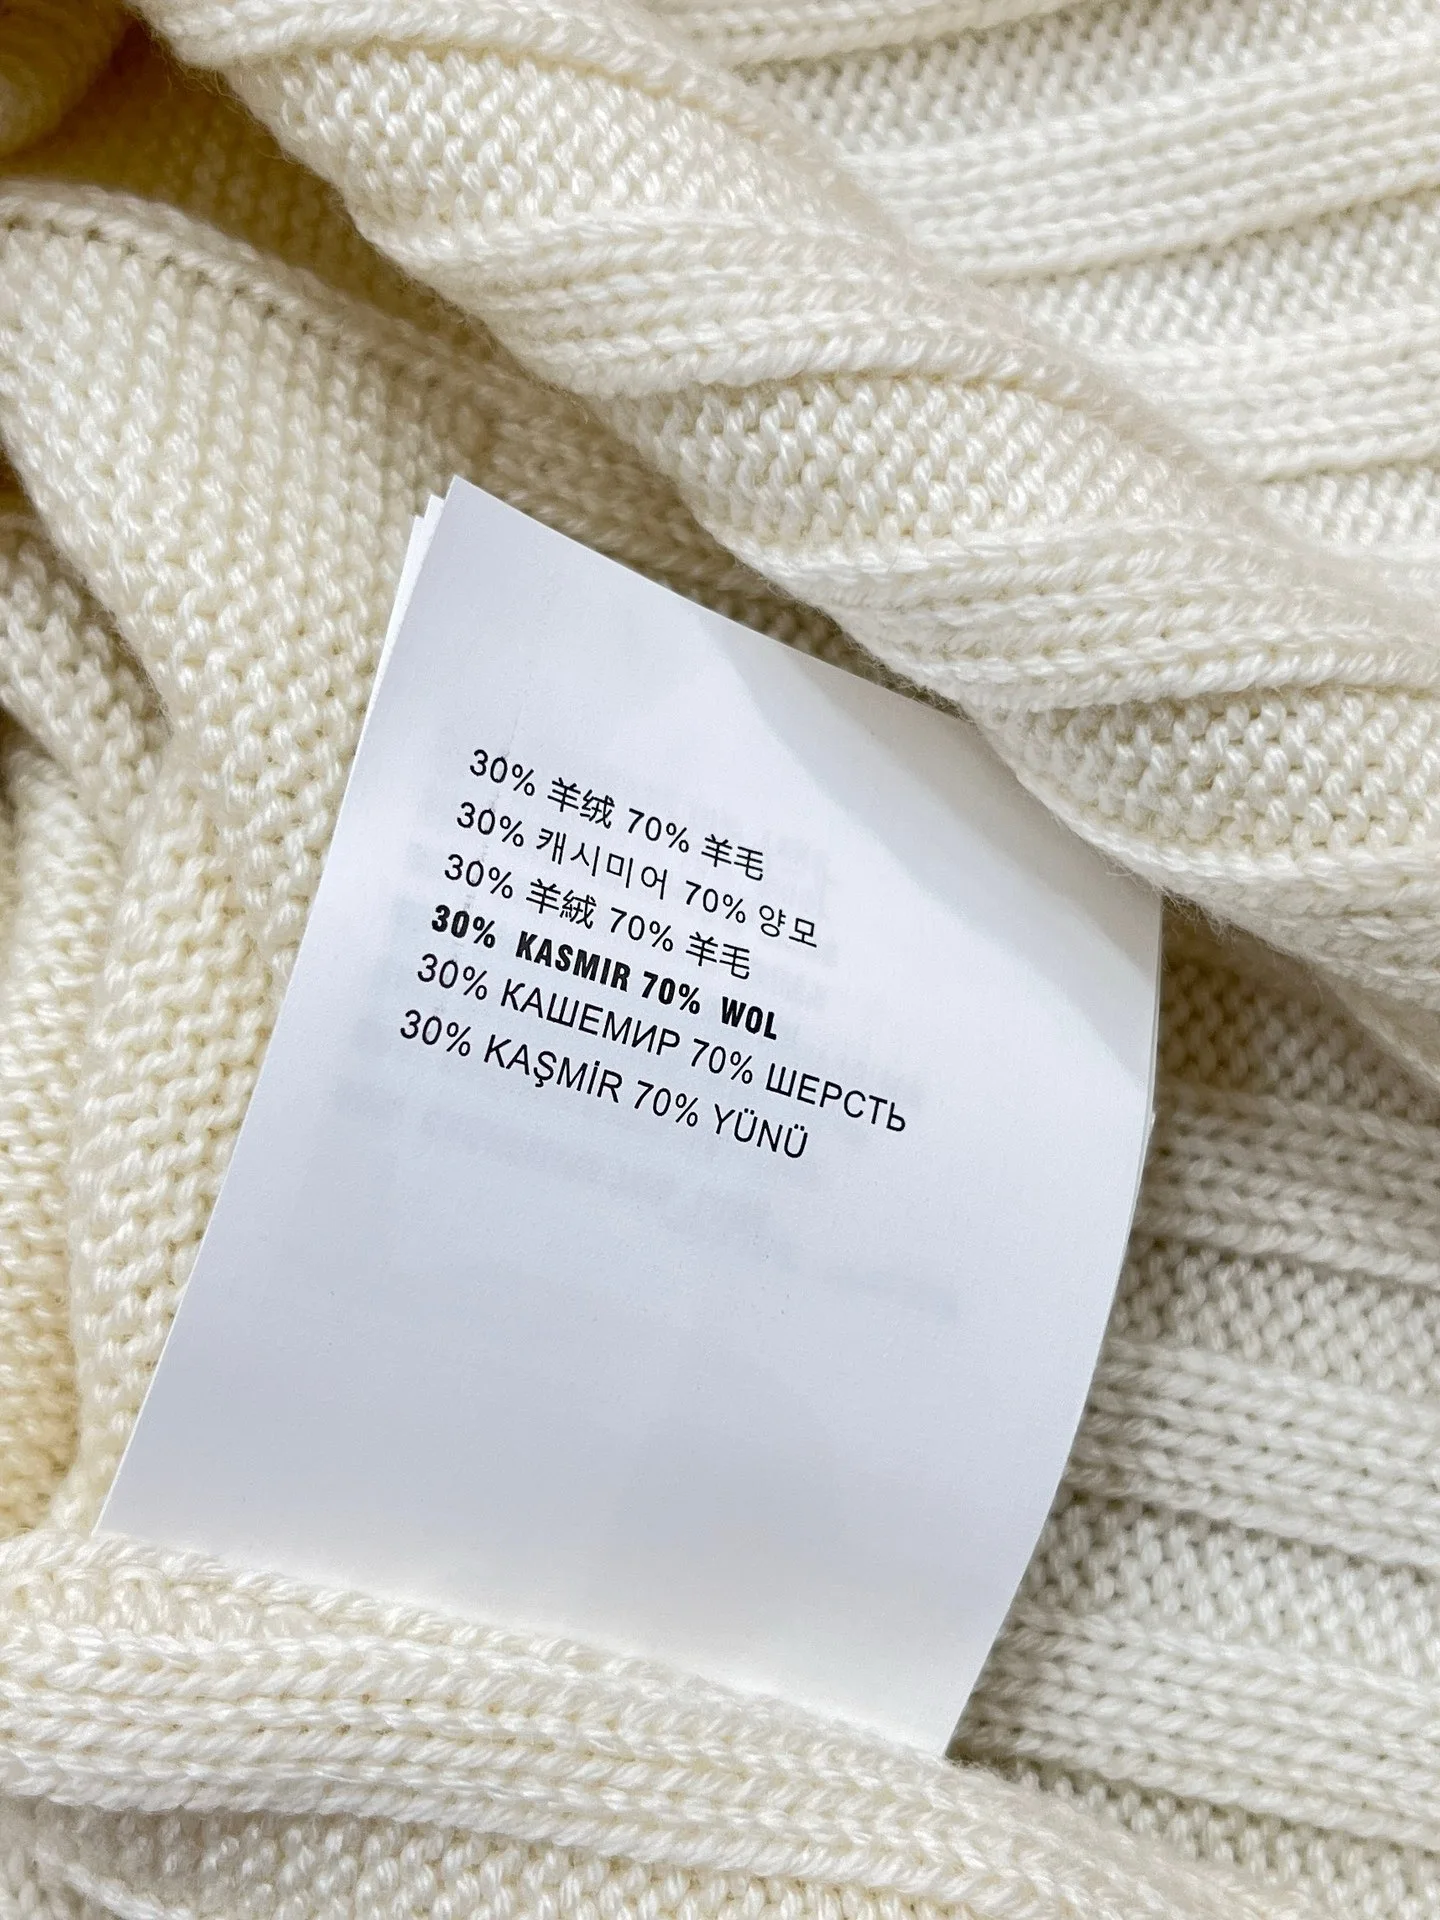 30% 羊绒 70% 羊毛
30% 캐시미어 70% 양모
30% 羊絨 70% 羊毛
30% KASMIR 70% WOL
30% КАШЕМИР 70% ШЕРСТЬ
30% KAŞMİR 70% YÜNÜ